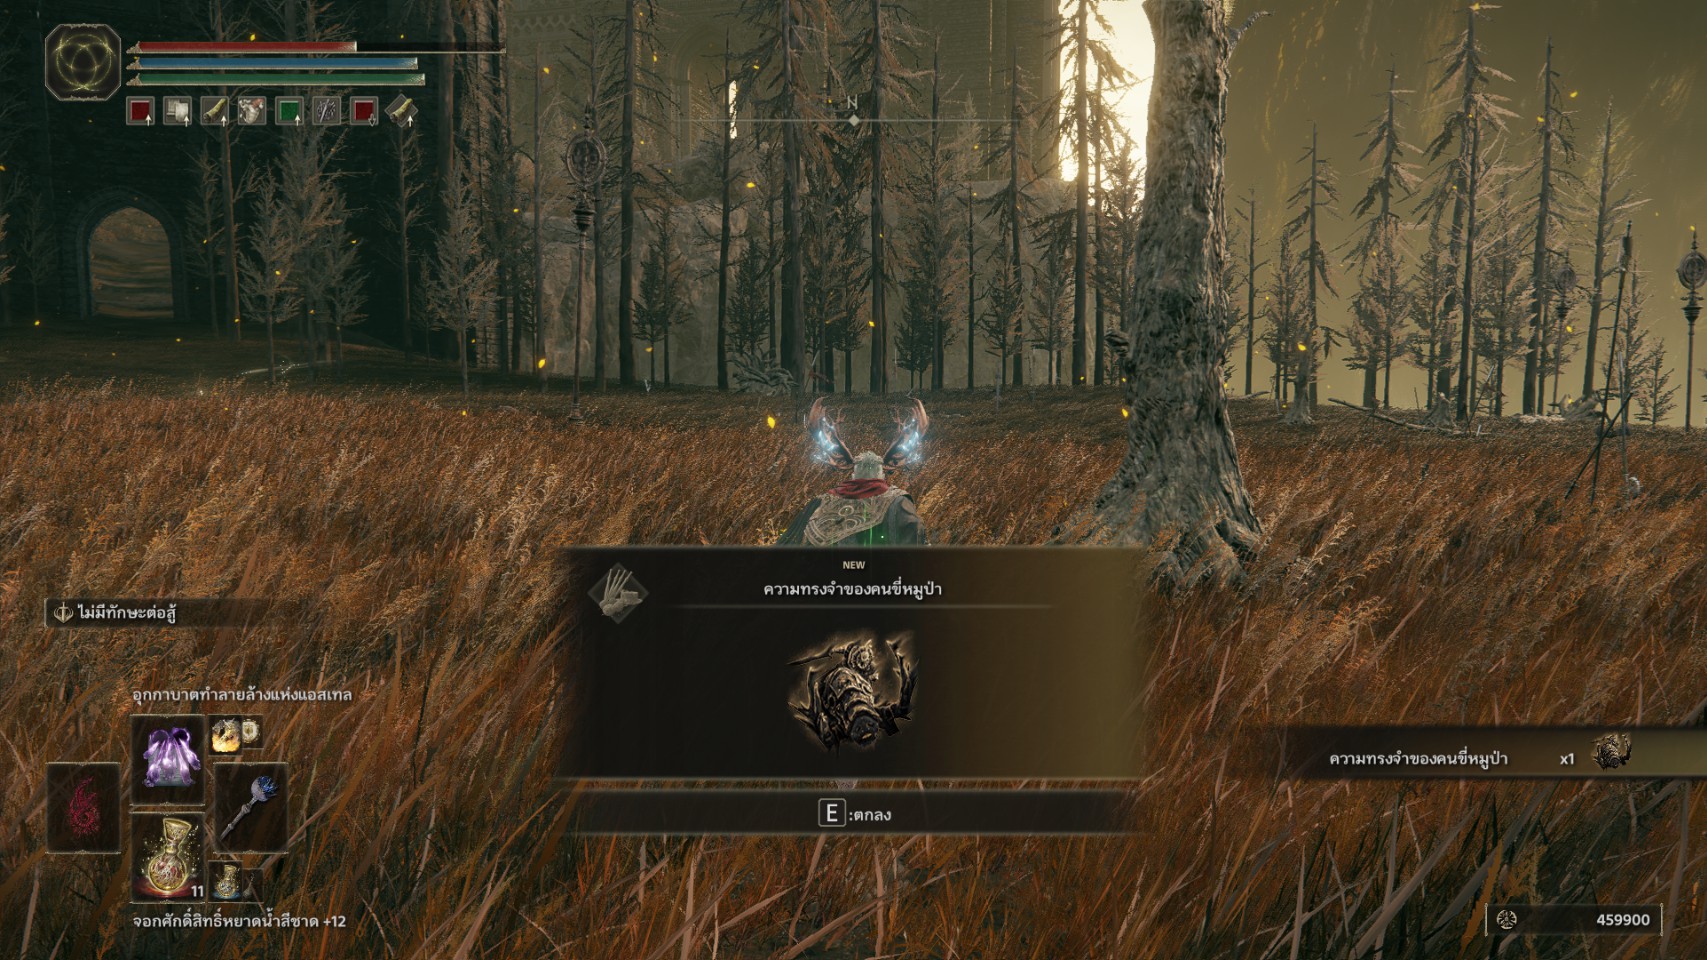 N
ไม่มีทักษะต่อสู้
อุกกาบาตทำลายล้างแห่งแอสเทล
11
จอกศักดิ์สิทธิ์หยาดน้ำสีชาด +12
NEW
ความทรงจำของคนขี่หมูป่า
E :ตกลง
ความทรงจำของคนขี่หมูป่า x1
459900